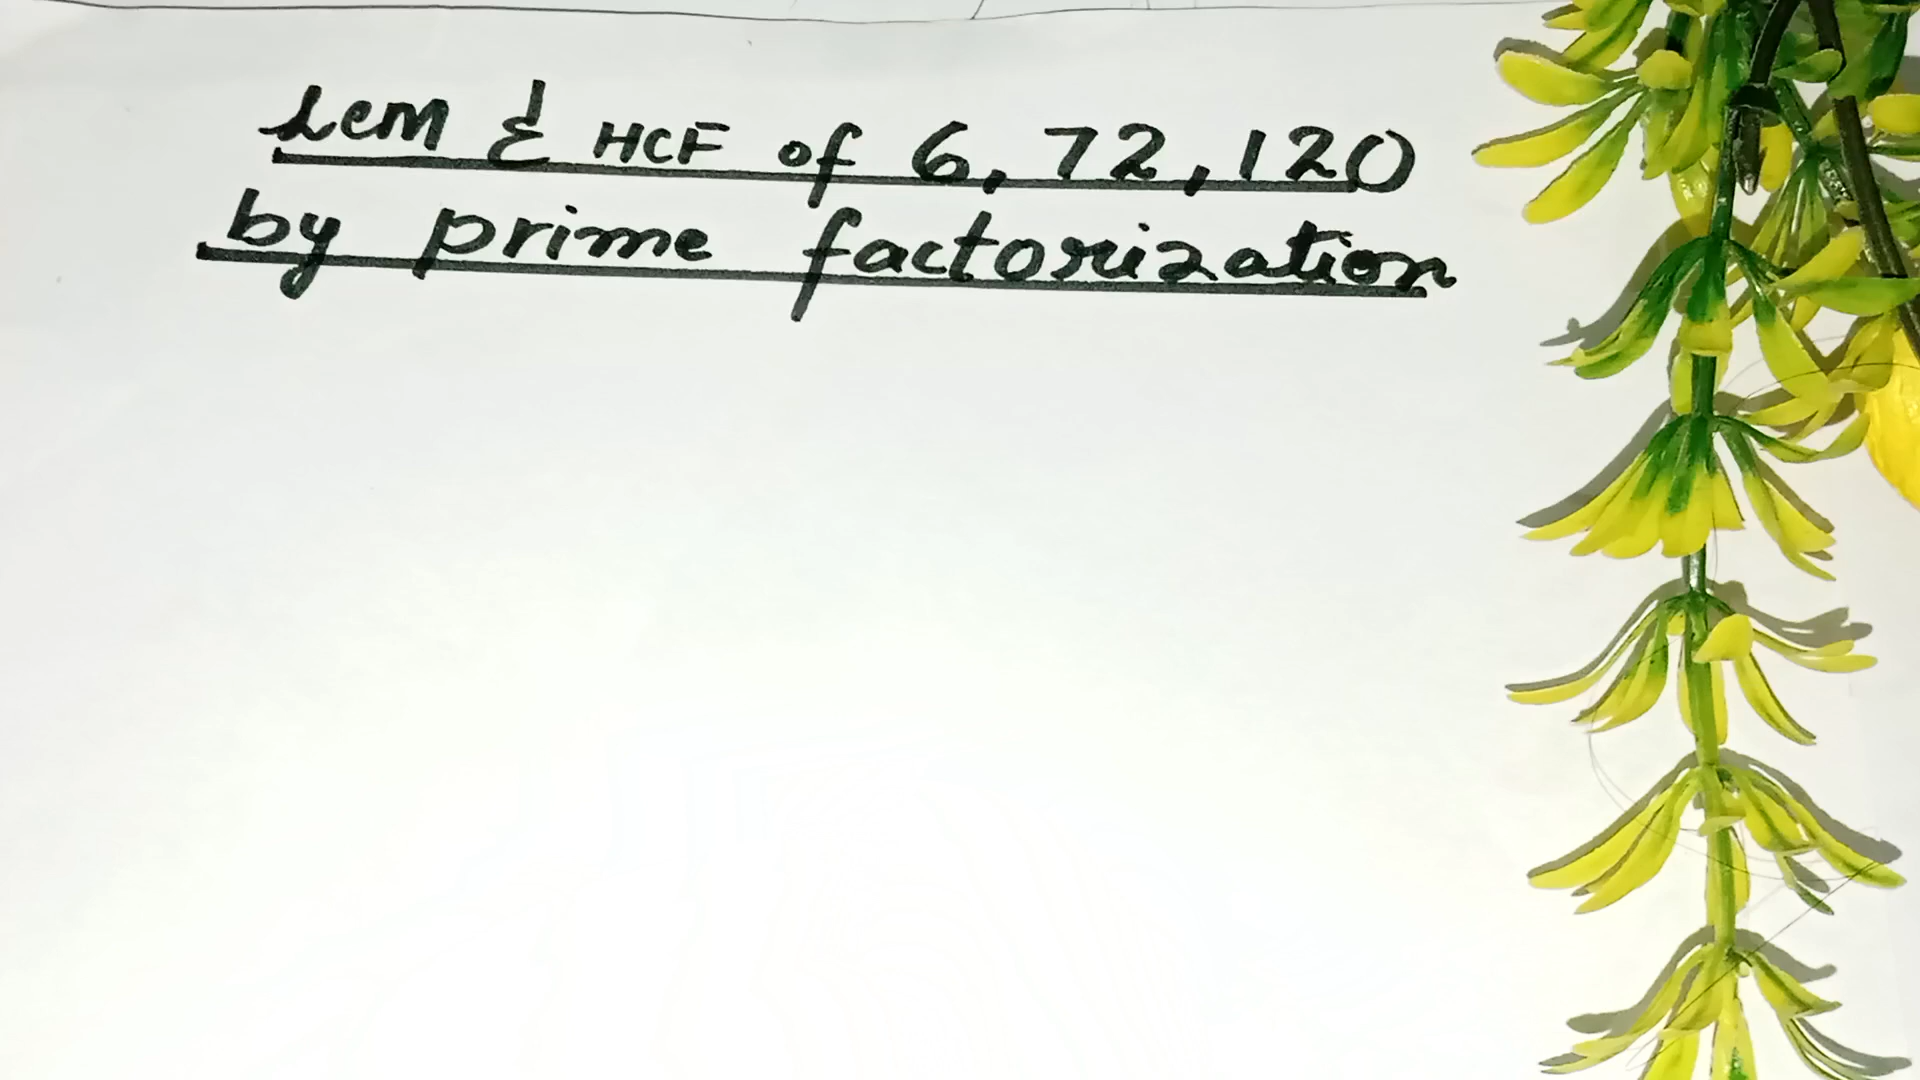 LCM & HCF of 6, 72, 120
by prime factorization